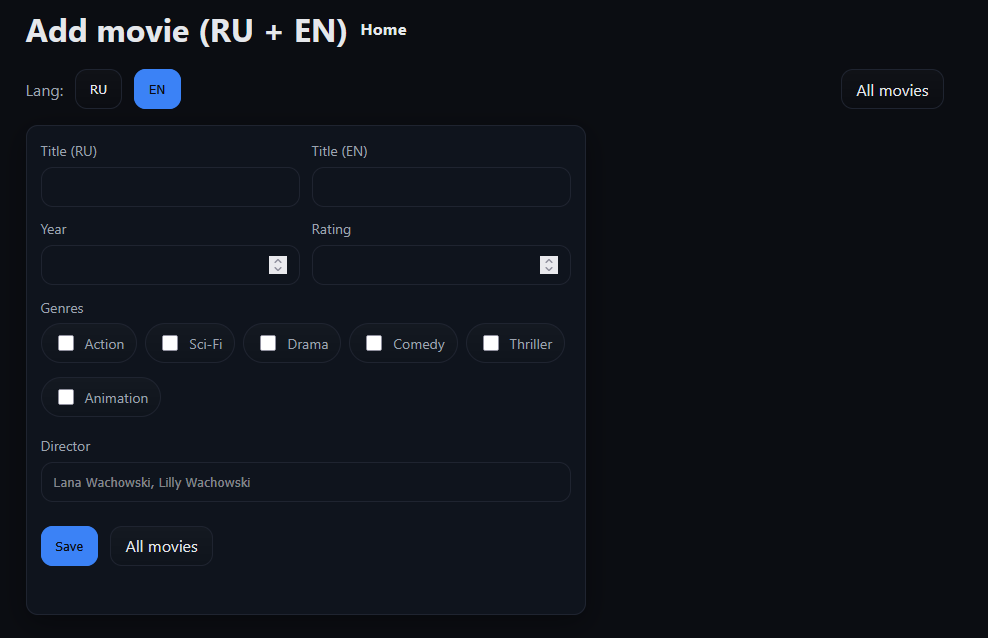 Add movie (RU + EN) Home
Lang: RU EN All movies
Title (RU) Title (EN)
Year Rating
Genres
Action Sci-Fi Drama Comedy Thriller
Animation
Director
Lana Wachowski, Lilly Wachowski
Save All movies